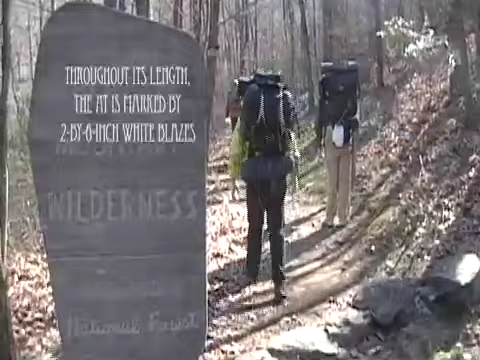 THROUGHOUT ITS LENGTH,
THE AT IS MARKED BY
2-BY-6-INCH WHITE BLAZES
WILDERNESS
National Forest